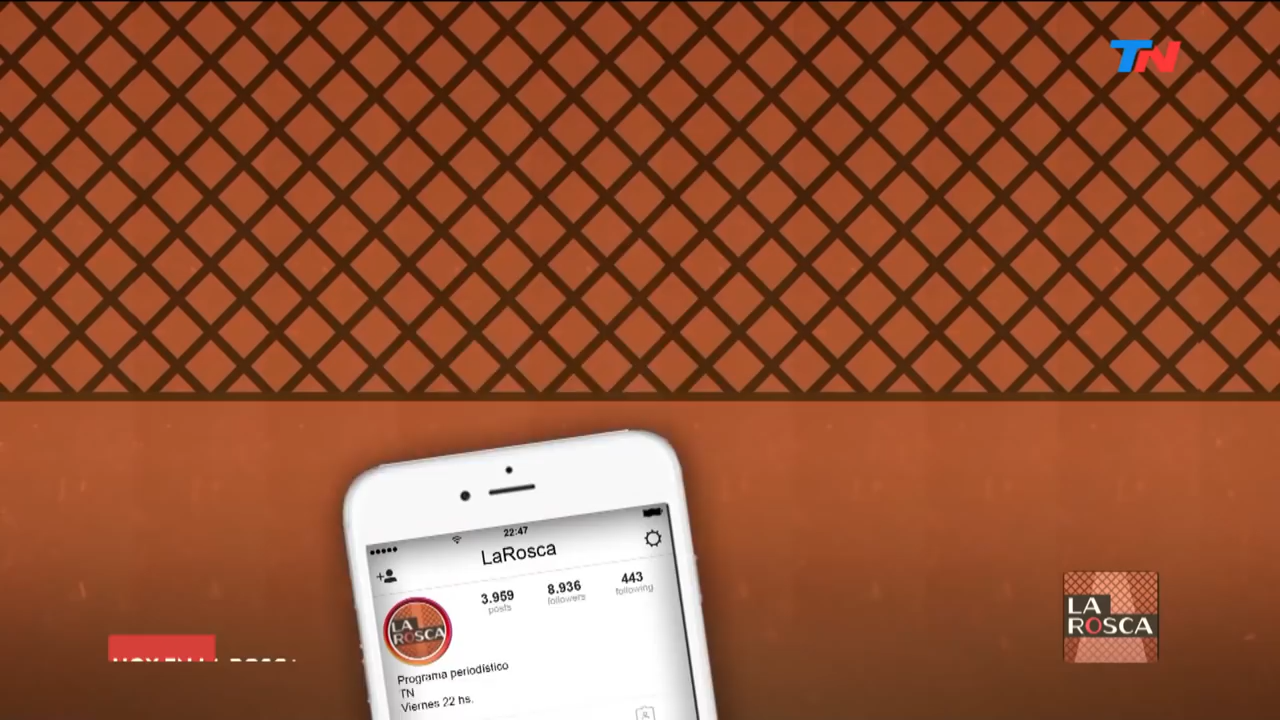 TN
22:47
LaRosca
3.959
posts
8.936
followers
443
following
LA
ROSCA
Programa periodístico
TN
Viernes 22 hs.
LA
ROSCA